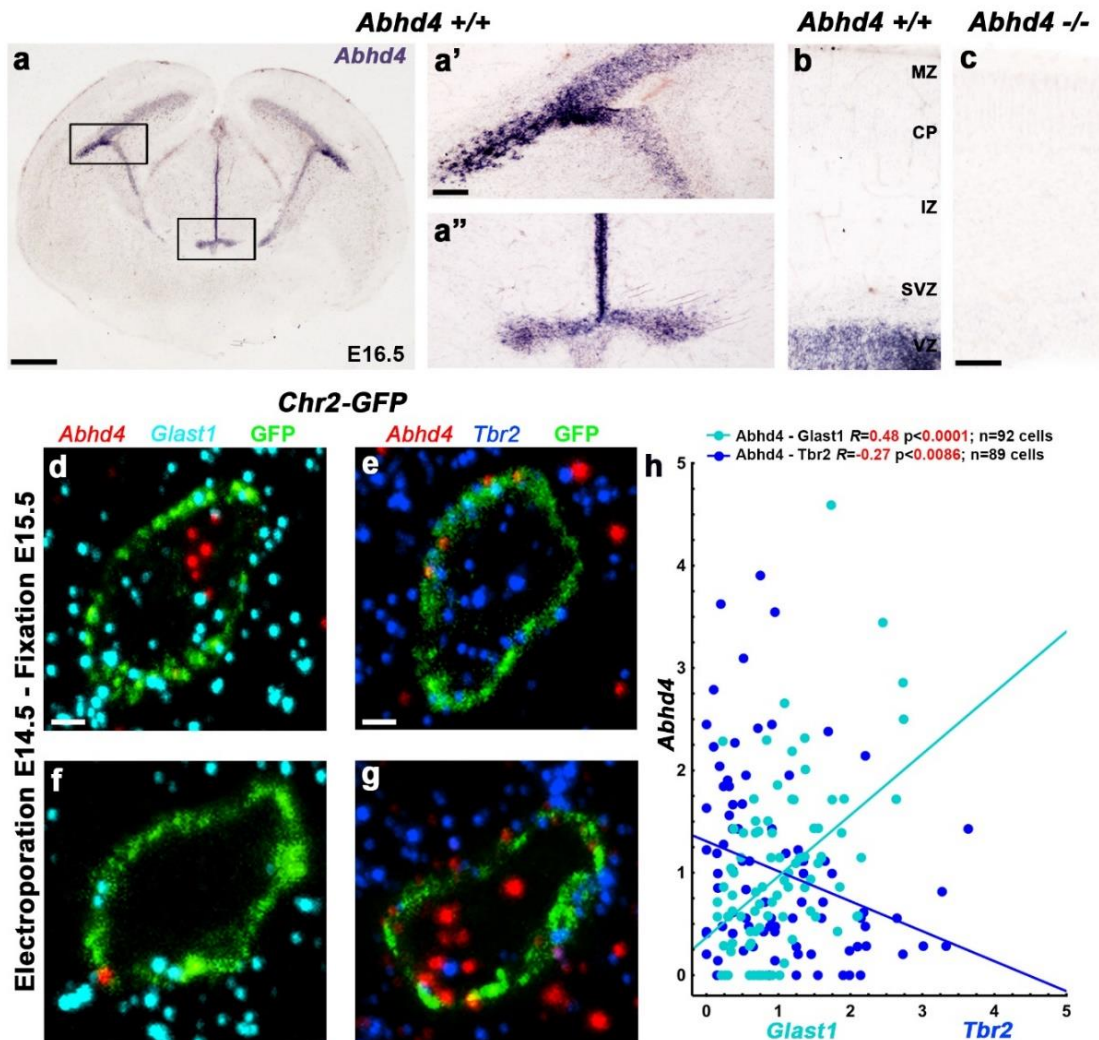 Abhd4 +/+ Abhd4 +/+ Abhd4 -/-
a Abhd4 a' b c
MZ
CP
IZ
a”
SVZ
VZ
E16.5
Chr2-GFP
Abhd4 Glast1 GFP Abhd4 Tbr2 GFP
Abhd4 - Glast1 R=0.48 p<0.0001; n=92 cells
Abhd4 - Tbr2 R=-0.27 p<0.0086; n=89 cells
d e h
f g
Electroporation E14.5 - Fixation E15.5
Abhd4
5
4
3
2
1
0
0 1 2 3 4 5
Glast1 Tbr2